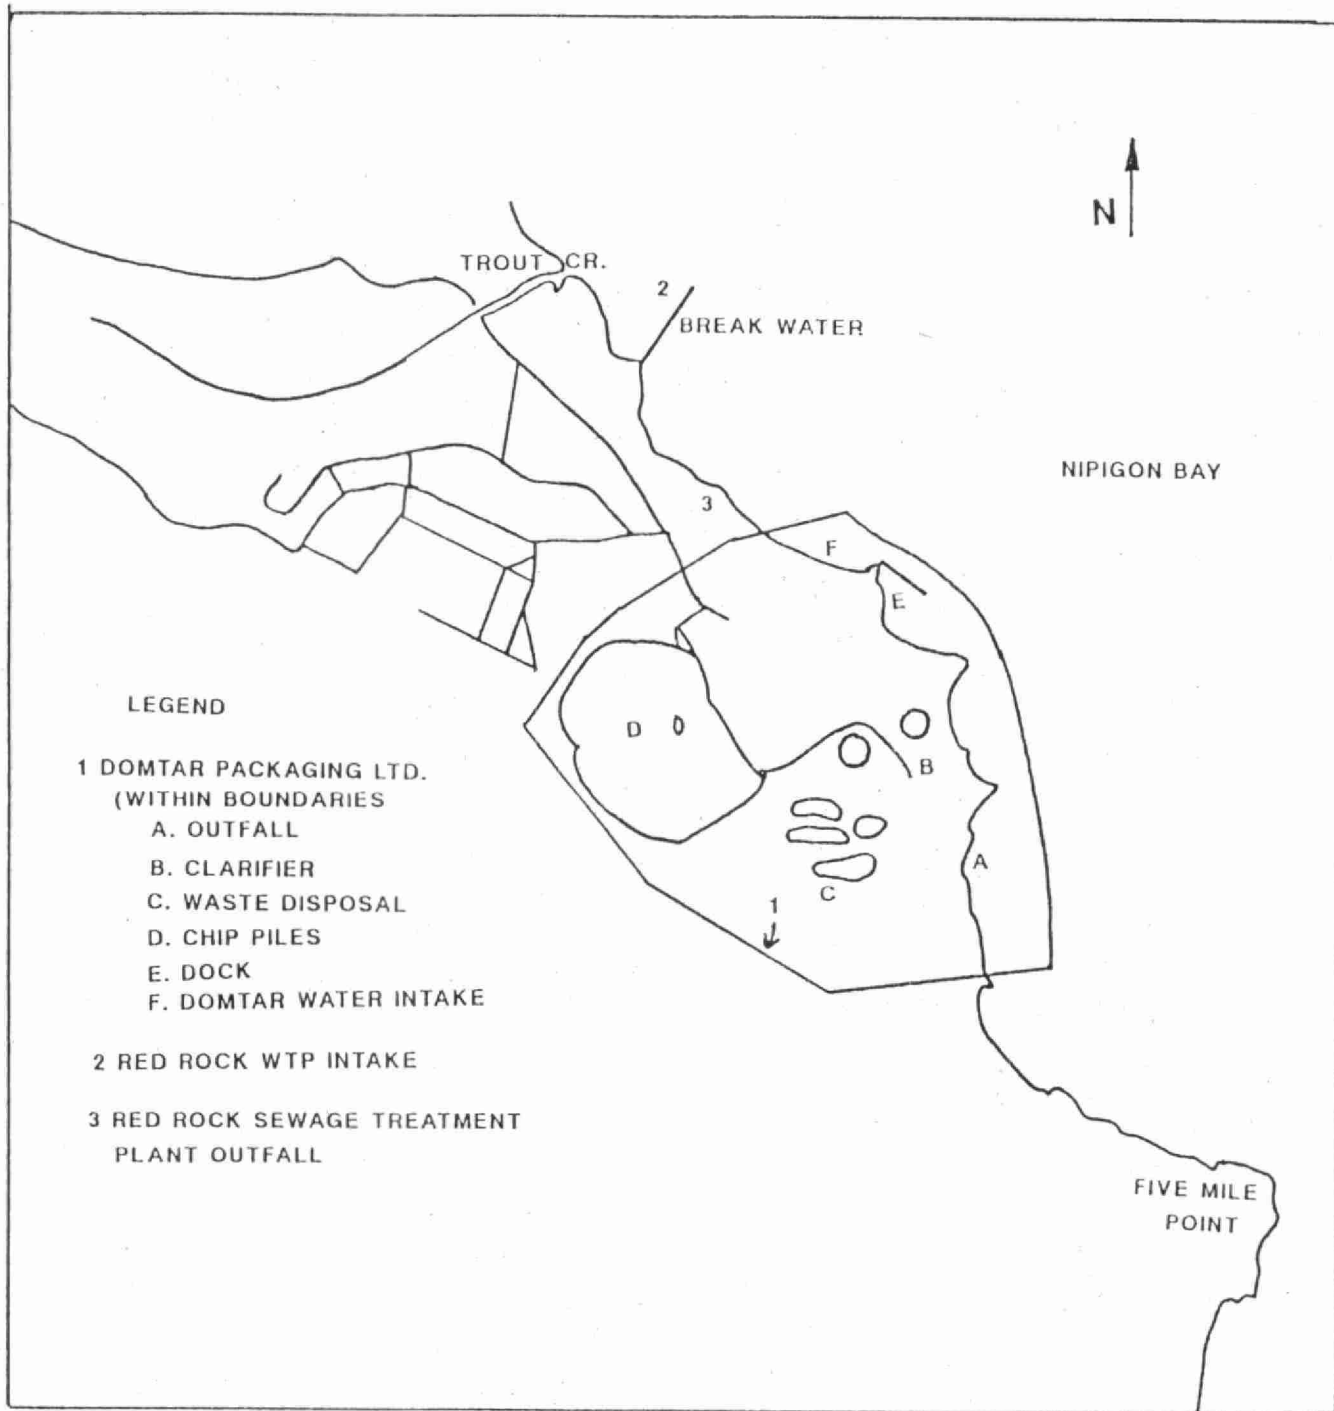 N
TROUT CR.
2
BREAK WATER
NIPIGON BAY
3
F
E
D
B
A
C
1
LEGEND
1 DOMTAR PACKAGING LTD.
(WITHIN BOUNDARIES
A. OUTFALL
B. CLARIFIER
C. WASTE DISPOSAL
D. CHIP PILES
E. DOCK
F. DOMTAR WATER INTAKE
2 RED ROCK WTP INTAKE
3 RED ROCK SEWAGE TREATMENT
PLANT OUTFALL
FIVE MILE
POINT